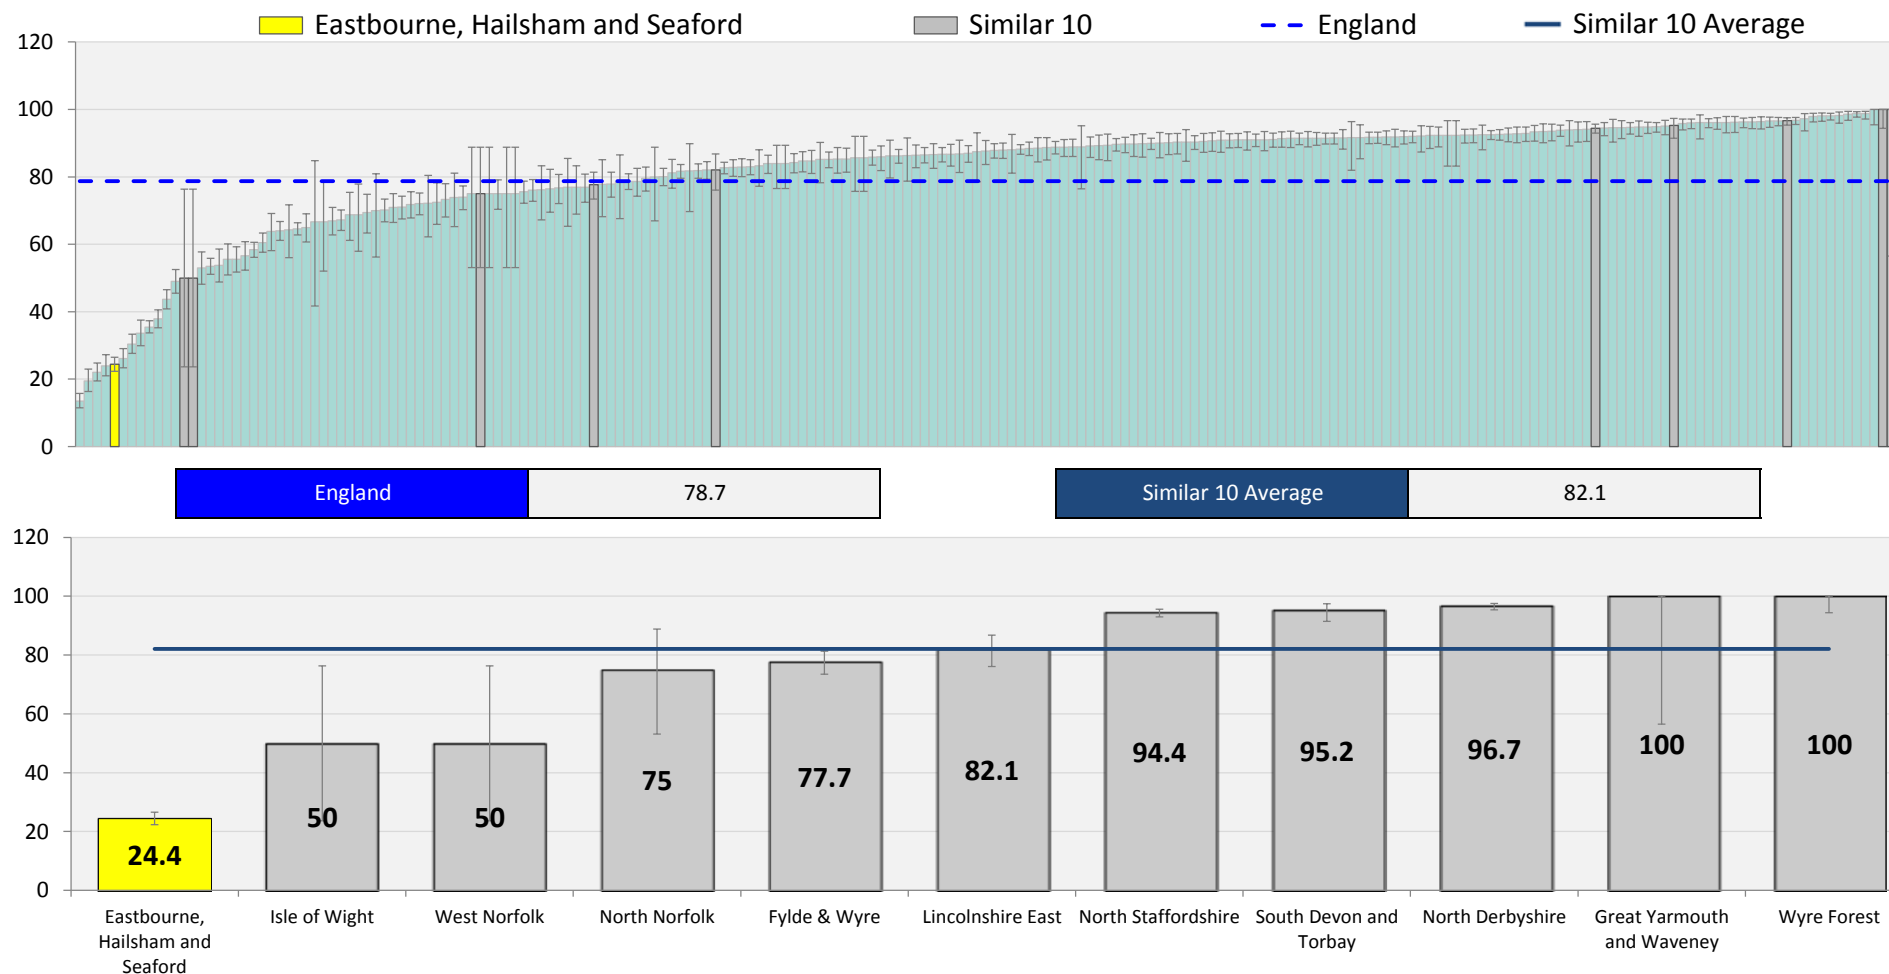 Eastbourne, Hailsham and Seaford Similar 10 England Similar 10 Average
120
100
80
60
40
20
0
England 78.7 Similar 10 Average 82.1
120
100
80
60
40
20
0
24.4 50 50 75 77.7 82.1 94.4 95.2 96.7 100 100
Eastbourne,
Hailsham and
Seaford
Isle of Wight
West Norfolk
North Norfolk
Fylde & Wyre
Lincolnshire East
North Staffordshire
South Devon and
Torbay
North Derbyshire
Great Yarmouth
and Waveney
Wyre Forest